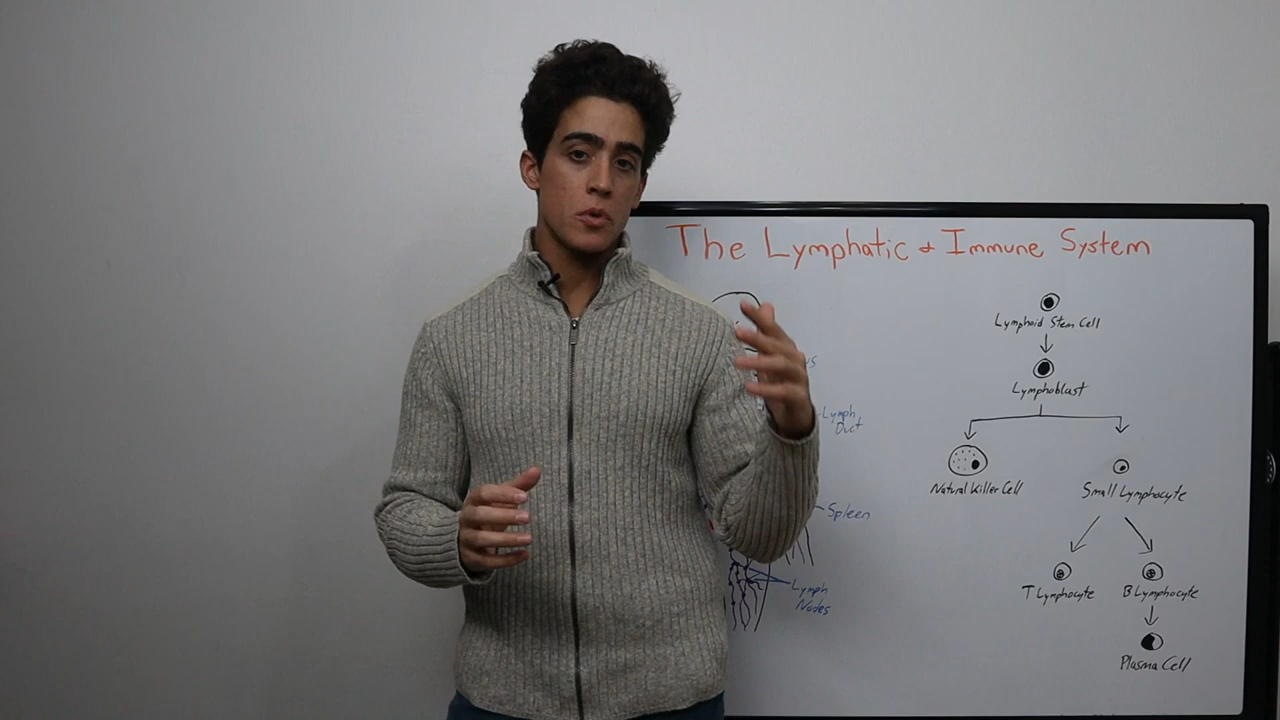 The Lymphatic & Immune System
Lymphoid Stem Cell
Lymphoblast
Lymph
Duct
Natural Killer Cell
Small Lymphocyte
Spleen
Lymph
Nodes
T Lymphocyte
B Lymphocyte
Plasma Cell